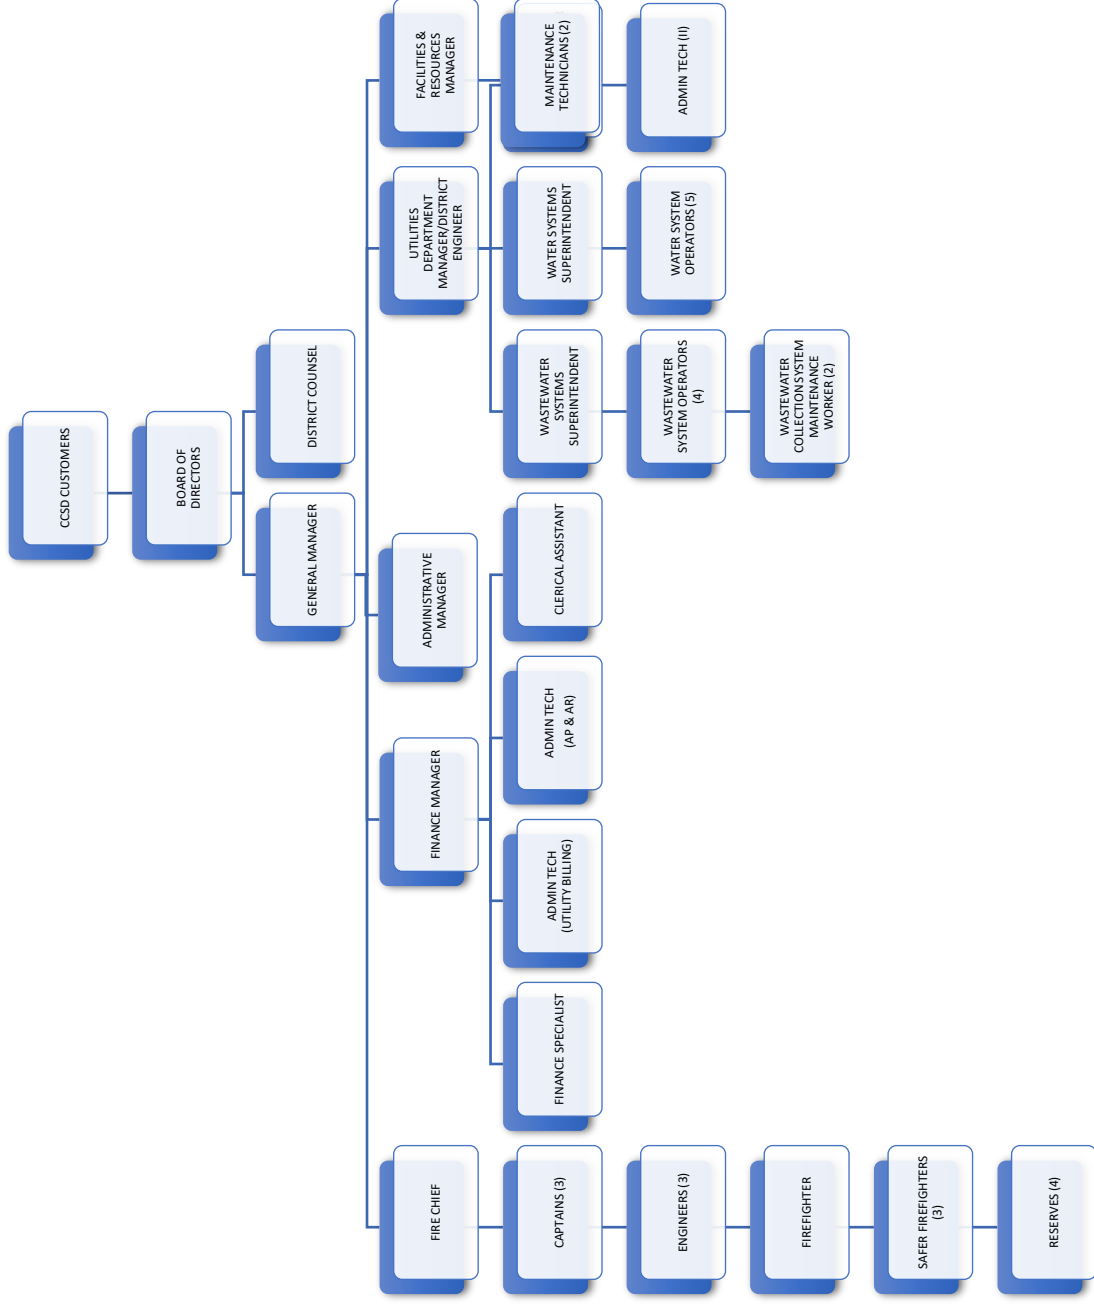 CCSD CUSTOMERS
BOARD OF
DIRECTORS
GENERAL MANAGER
DISTRICT COUNSEL
FIRE CHIEF
FINANCE MANAGER
ADMINISTRATIVE
MANAGER
UTILITIES
DEPARTMENT
MANAGER/DISTRICT
ENGINEER
FACILITIES &
RESOURCES
MANAGER
CAPTAINS (3)
FINANCE SPECIALIST
ADMIN TECH
(UTILITY BILLING)
ADMIN TECH
(AP & AR)
CLERICAL ASSISTANT
WASTEWATER
SYSTEMS
SUPERINTENDENT
WATER SYSTEMS
SUPERINTENDENT
MAINTENANCE
TECHNICIANS (2)
ENGINEERS (3)
WASTEWATER
SYSTEM OPERATORS
(4)
WATER SYSTEM
OPERATORS (5)
ADMIN TECH (II)
FIREFIGHTER
WASTEWATER
COLLECTION SYSTEM
MAINTENANCE
WORKER (2)
SAFER FIREFIGHTERS
(3)
RESERVES (4)